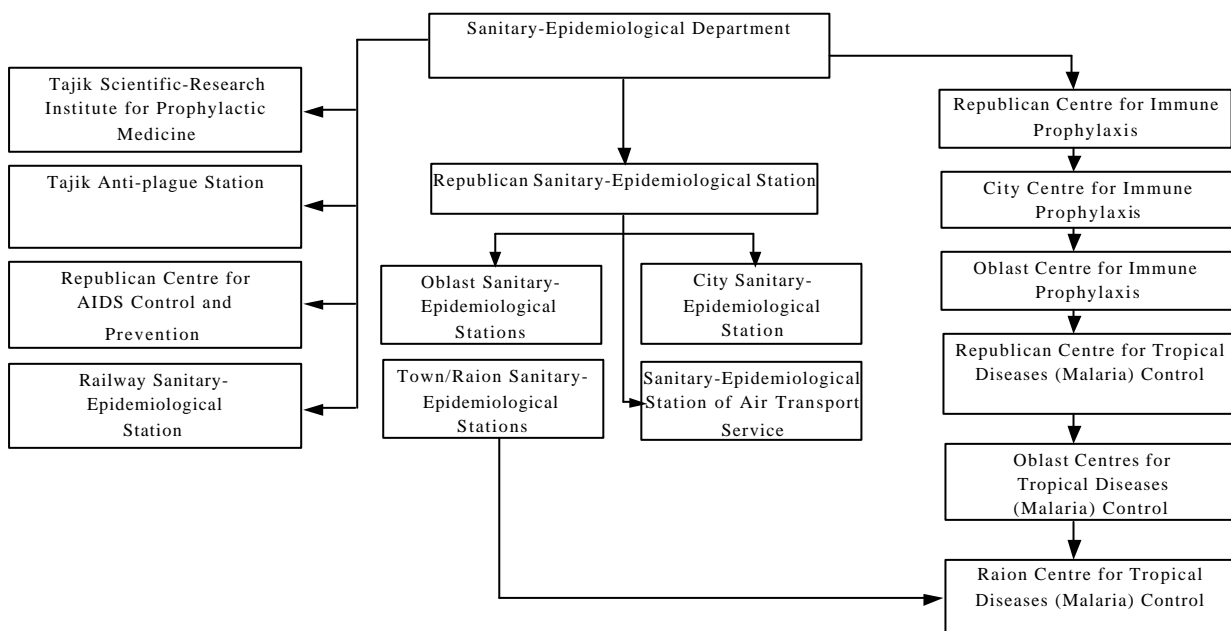 Sanitary-Epidemiological Department
Tajik Scientific-Research
Institute for Prophylactic
Medicine
Tajik Anti-plague Station
Republican Centre for
AIDS Control and
Prevention
Railway Sanitary-
Epidemiological
Station
Republican Sanitary-Epidemiological Station
Oblast Sanitary-
Epidemiological
Stations
City Sanitary-
Epidemiological
Station
Town/Raion Sanitary-
Epidemiological
Stations
Sanitary-Epidemiological
Station of Air Transport
Service
Republican Centre for Immune
Prophylaxis
City Centre for Immune
Prophylaxis
Oblast Centre for Immune
Prophylaxis
Republican Centre for Tropical
Diseases (Malaria) Control
Oblast Centres for
Tropical Diseases
(Malaria) Control
Raion Centre for Tropical
Diseases (Malaria) Control